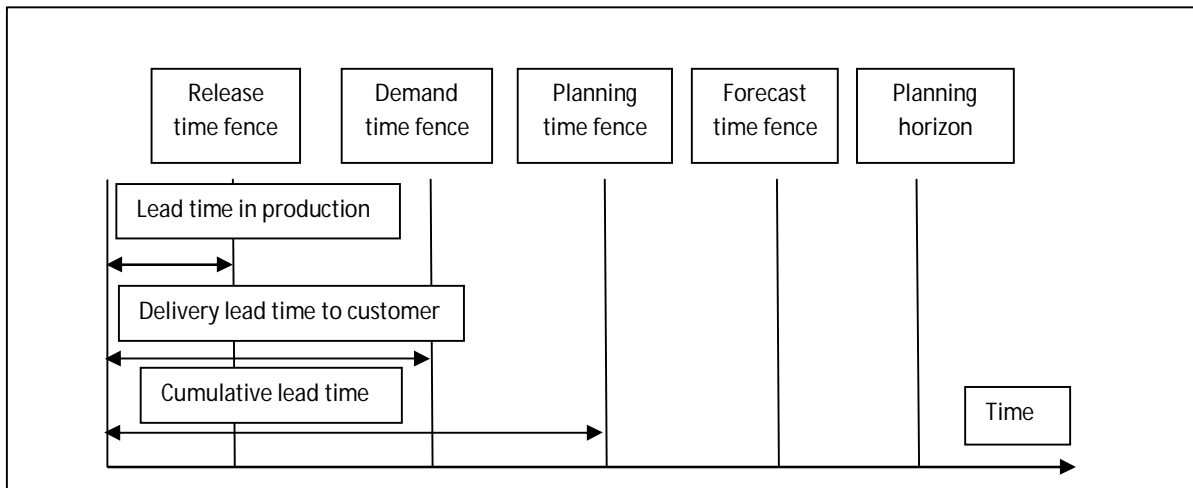 Release
time fence
Demand
time fence
Planning
time fence
Forecast
time fence
Planning
horizon
Lead time in production
Delivery lead time to customer
Cumulative lead time
Time